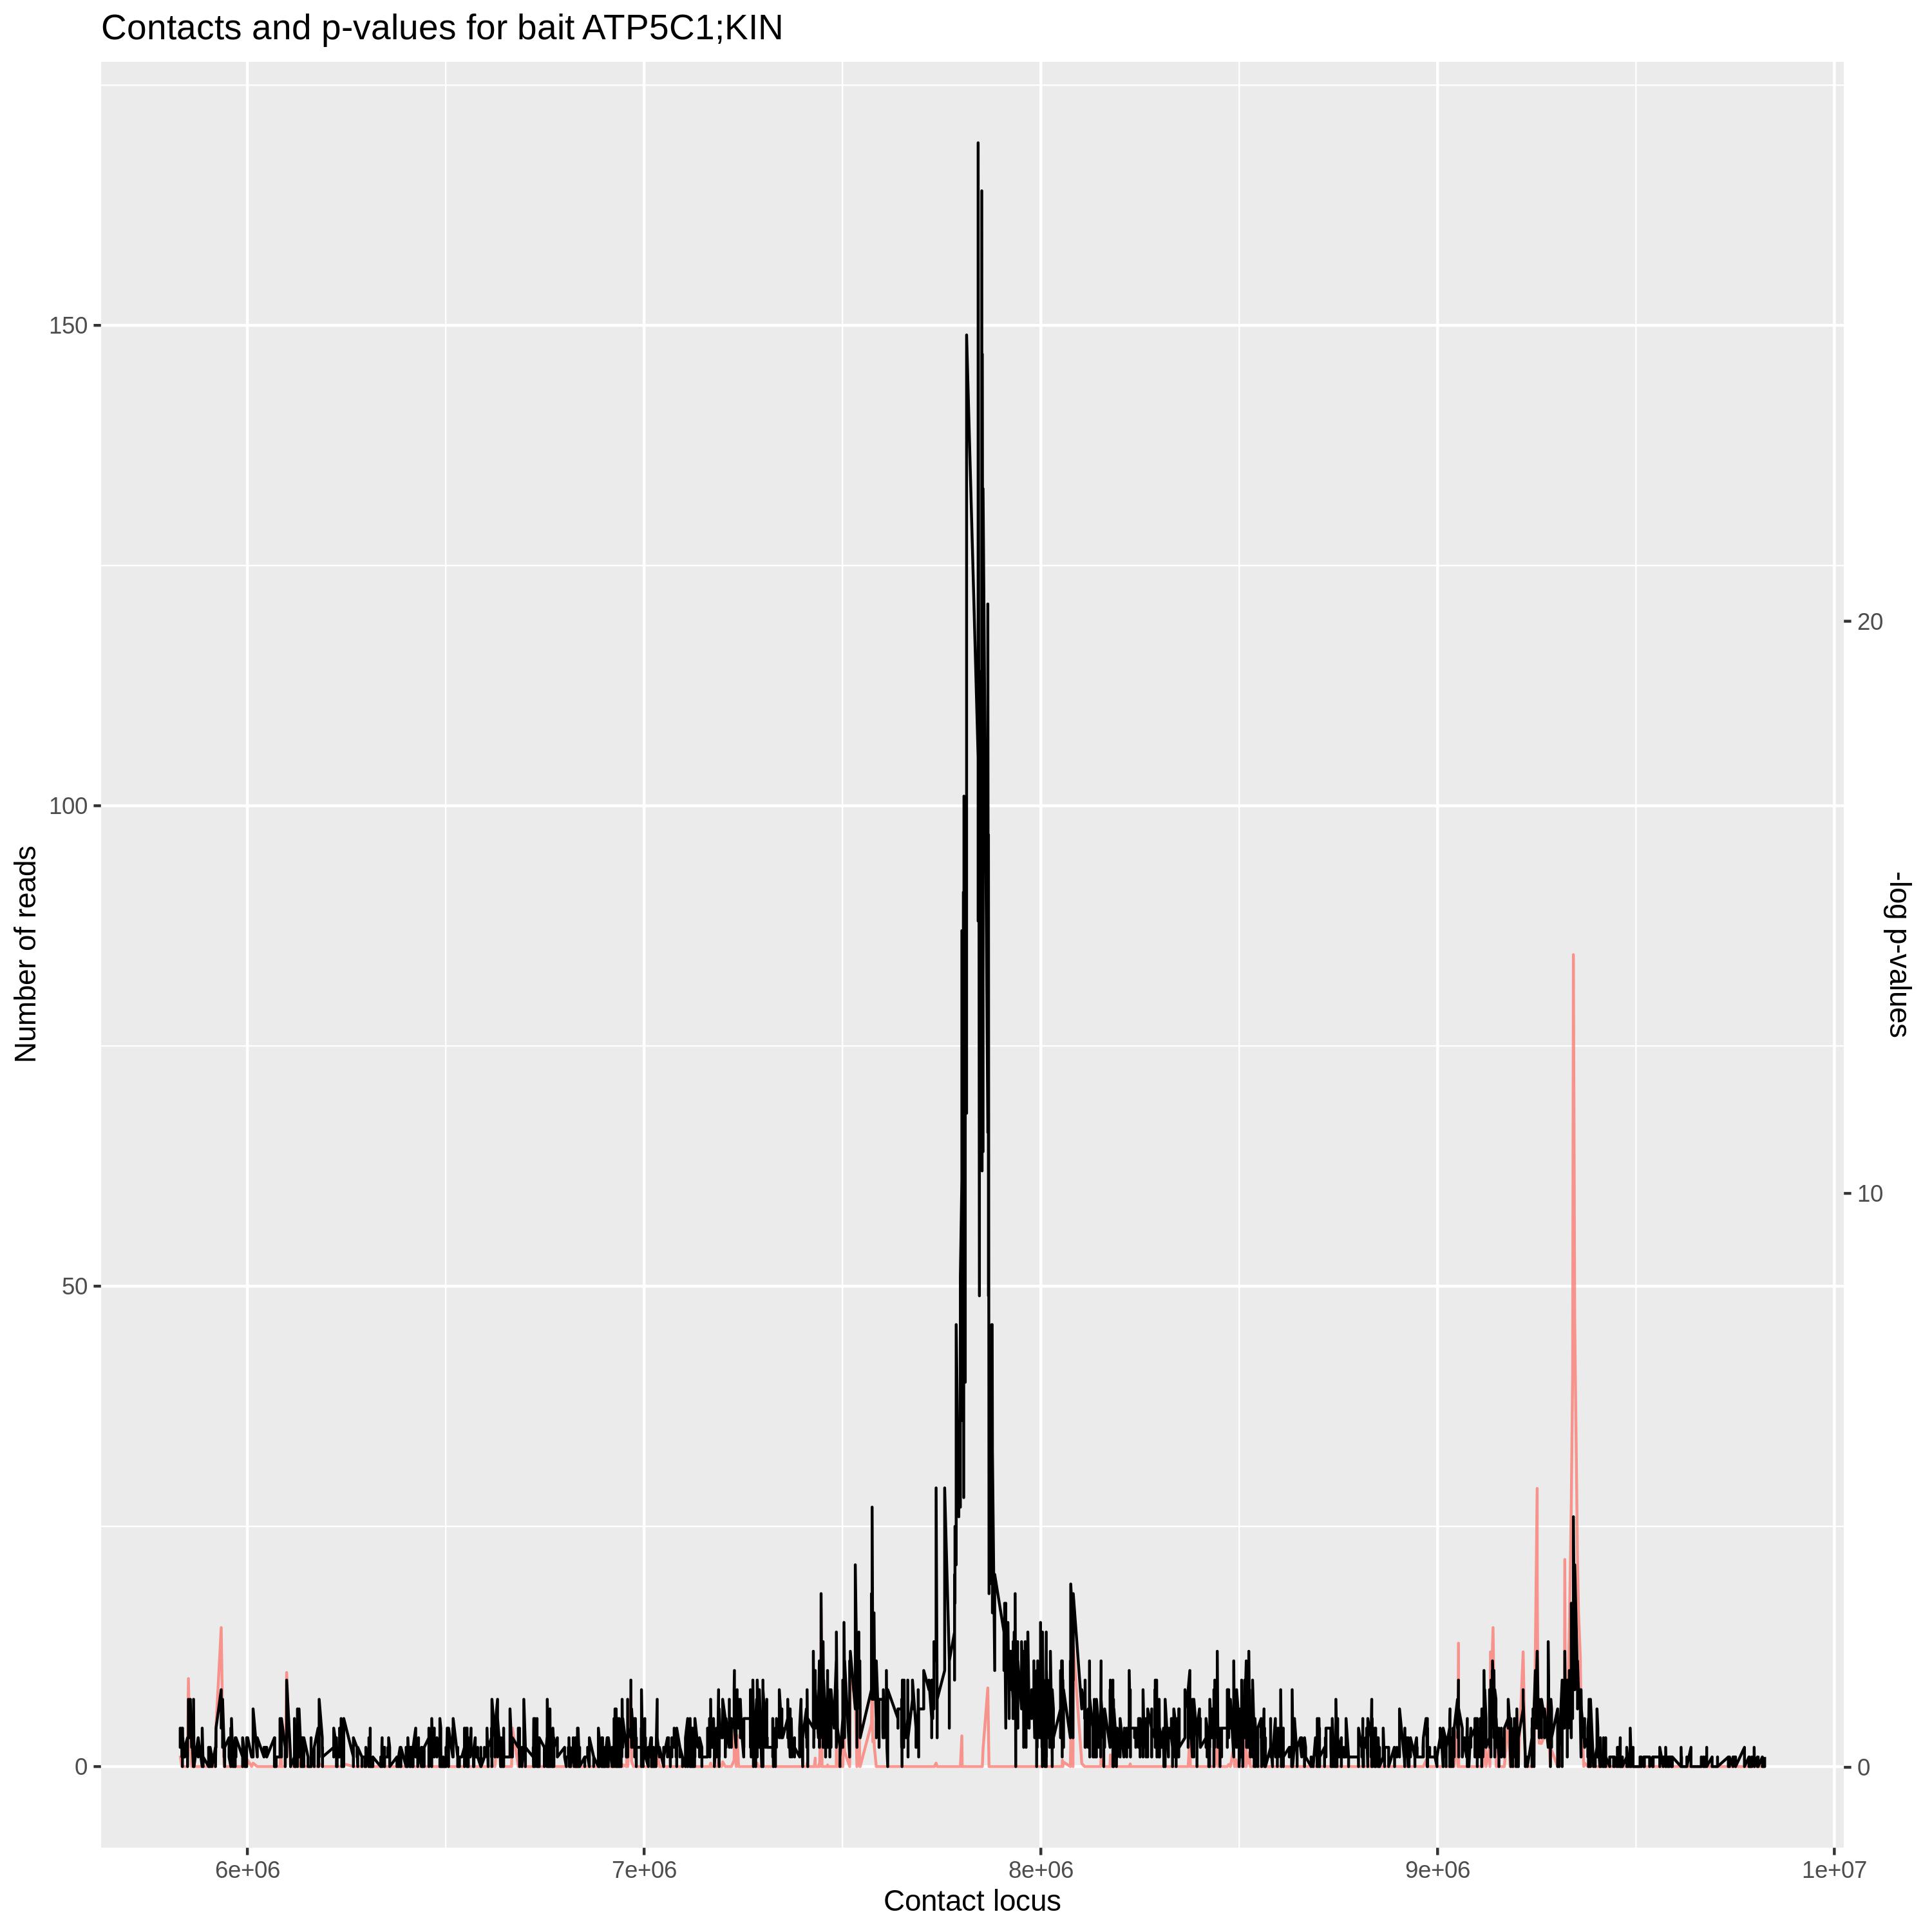 Contacts and p-values for bait ATP5C1;KIN
150
100
50
0
Number of reads
20
10
0
-log p-values
6e+06
7e+06
8e+06
9e+06
1e+07
Contact locus